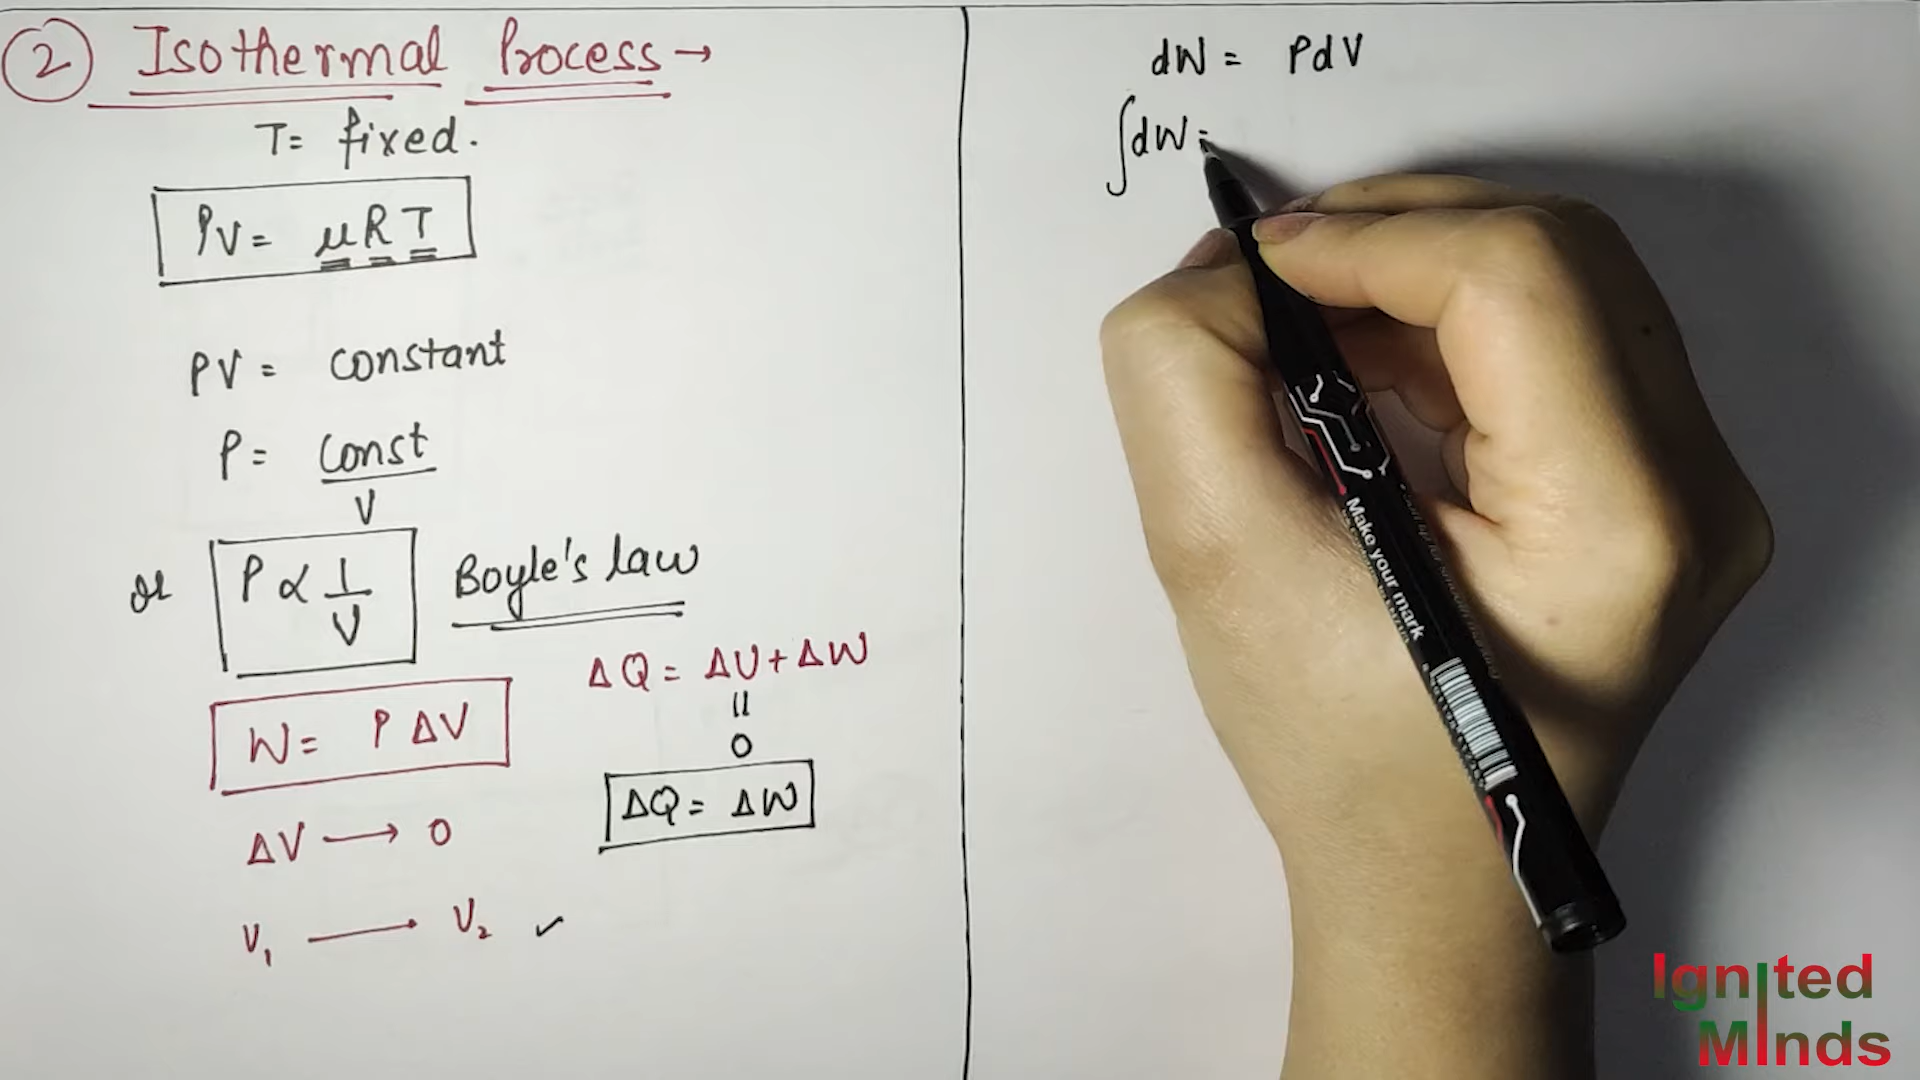 ② Isothermal Process →
T= fixed.
PV= μRT
PV= constant
P= const/V
or P ∝ 1/V Boyle's law
W= PΔV
ΔV → 0
V₁ → V₂ ✓
ΔQ= ΔU+ΔW
=
0
ΔQ= ΔW
dW= PdV
∫dW=
Make your mark
Ignited
Minds